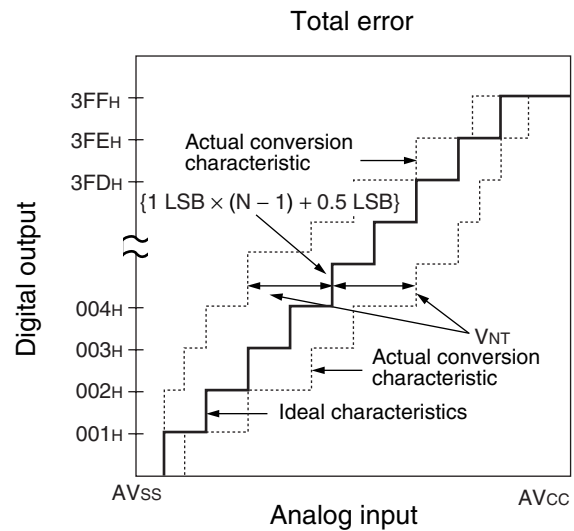 Total error
3FFH
3FEH
3FDH
Actual conversion
characteristic
{1 LSB × (N − 1) + 0.5 LSB}
Digital output
004H
003H
002H
001H
VNT
Actual conversion
characteristic
Ideal characteristics
AVSS
AVCC
Analog input